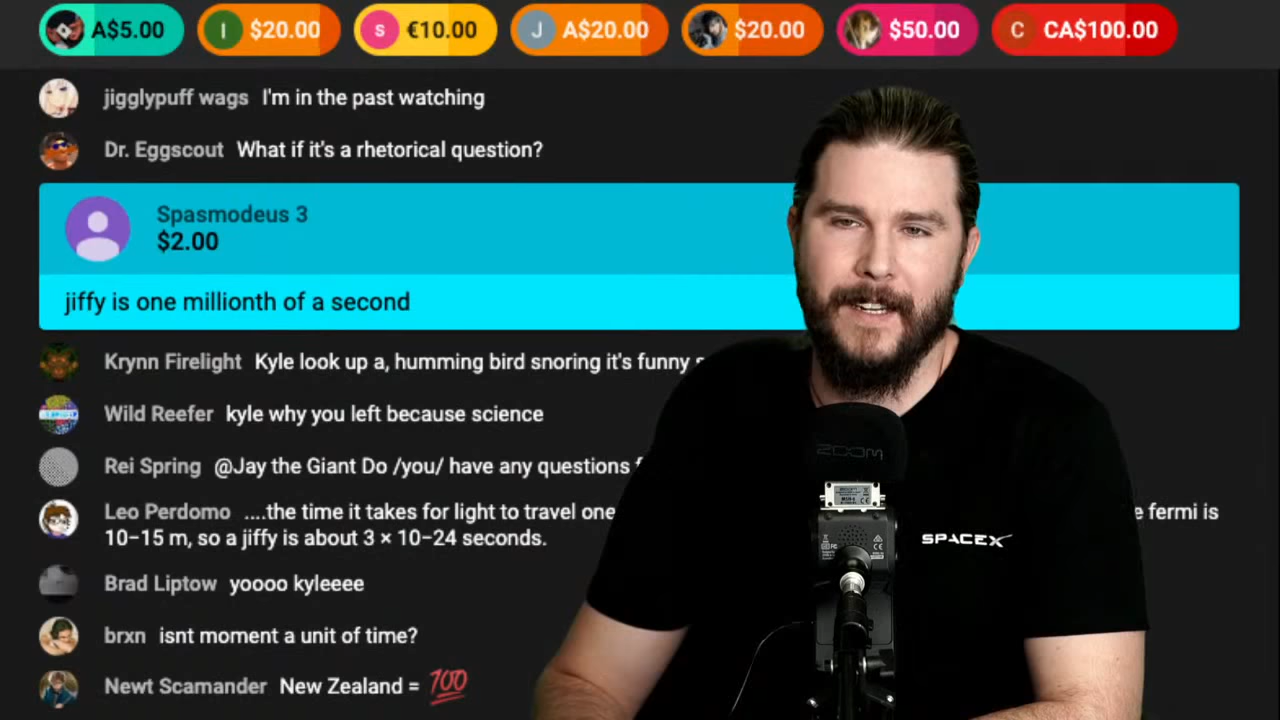 A$5.00 I $20.00 s €10.00 J A$20.00 $20.00 $50.00 C CA$100.00
jigglypuff wags I'm in the past watching
Dr. Eggscout What if it's a rhetorical question?
Spasmodeus 3
$2.00
jiffy is one millionth of a second
Krynn Firelight Kyle look up a, humming bird snoring it's funny
Wild Reefer kyle why you left because science
Rei Spring @Jay the Giant Do /you/ have any questions
Leo Perdomo ....the time it takes for light to travel one fermi is
10−15 m, so a jiffy is about 3 × 10−24 seconds.
Brad Liptow yoooo kyleeee
brxn isnt moment a unit of time?
Newt Scamander New Zealand = 100
ZOOM
SPACEX